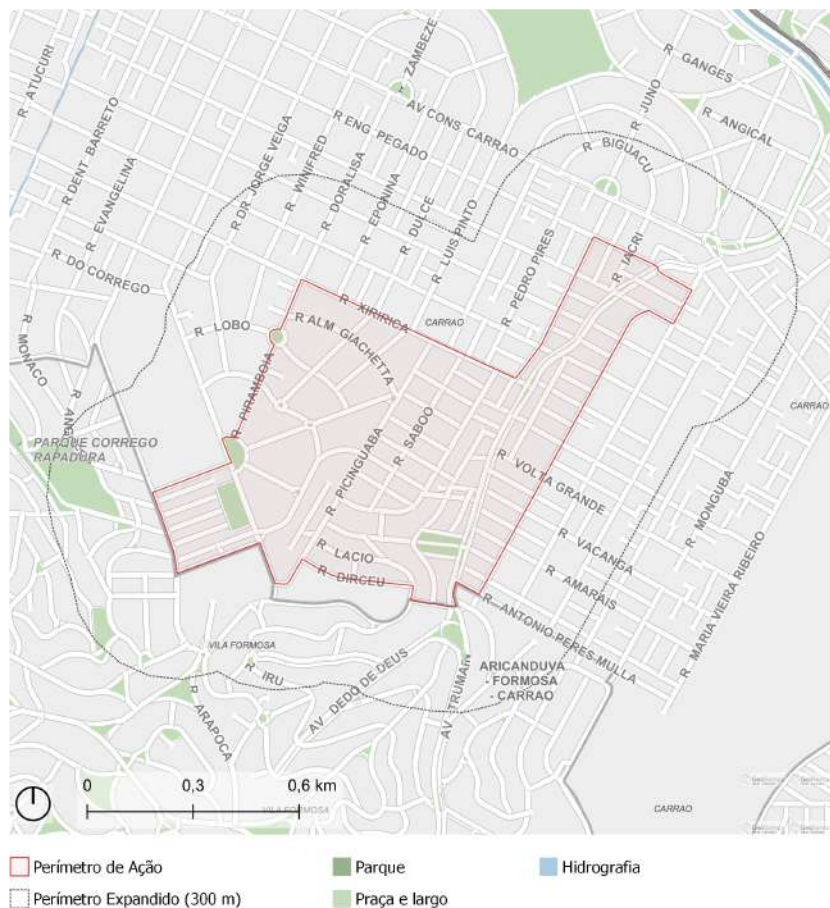 R ATUCURI
R DENT BARRETO
R EVANGELINA
R DR JORGE VEIGA
R WINIFRED
R DORALISA
R EPONINA
R DULCE
R LUIS PINTO
R ENG PEGADO
R ZAMBEZE
AV CONS CARRAO
R GANGES
R JUNO
R ANGICAL
R BIGUACU
R PEDRO PIRES
R IACRI
R DO CORREGO
R LOBO
R XIRIRICA
CARRAO
R ALM GIACHETTA
R MONACO
R PIRAMBOIA
R SABOO
CARRAO
PARQUE CORREGO
RAPADURA
R PICINGUABA
R VOLTA GRANDE
R MONGUBA
R VACANGA
R LACIO
R DIRCEU
R AMARAIS
R MARIA VIEIRA RIBEIRO
R ANTONIO PERES MULLA
VILA FORMOSA
R IRU
AV DEDO DE DEUS
AV TRUMAIN
ARICANDUVA
- FORMOSA
- CARRAO
R ARAPOCA
0 0,3 0,6 km
VILA FORMOSA
CARRAO
Perímetro de Ação
Parque
Hidrografia
Perímetro Expandido (300 m)
Praça e largo